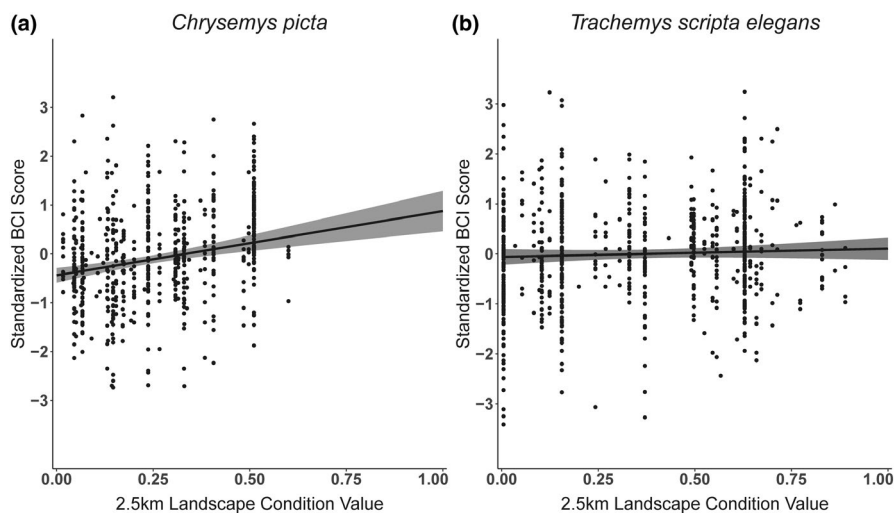 (a) Chrysemys picta
(b) Trachemys scripta elegans
Standardized BCI Score
3
2
1
0
−1
−2
−3
0.00 0.25 0.50 0.75 1.00
2.5km Landscape Condition Value
Standardized BCI Score
3
2
1
0
−1
−2
−3
0.00 0.25 0.50 0.75 1.00
2.5km Landscape Condition Value